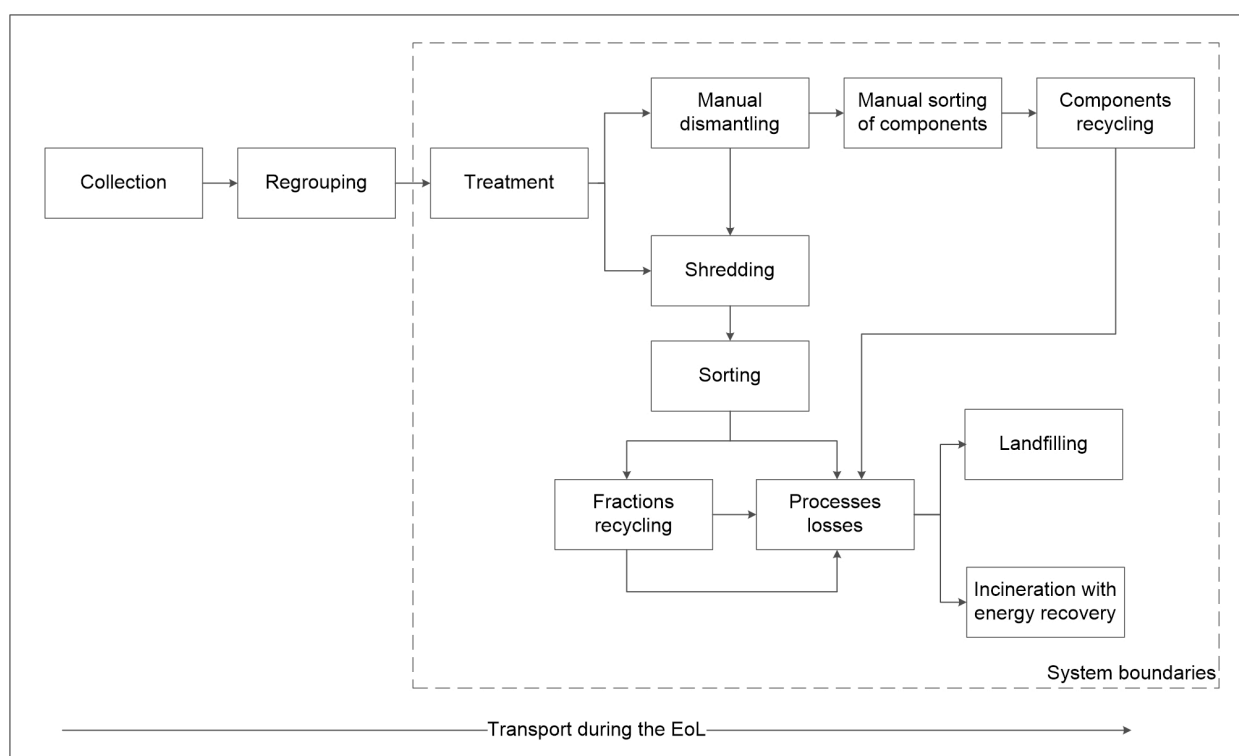 Manual
dismantling
Manual sorting
of components
Components
recycling
Collection
Regrouping
Treatment
Shredding
Sorting
Landfilling
Fractions
recycling
Processes
losses
Incineration with
energy recovery
System boundaries
Transport during the EoL